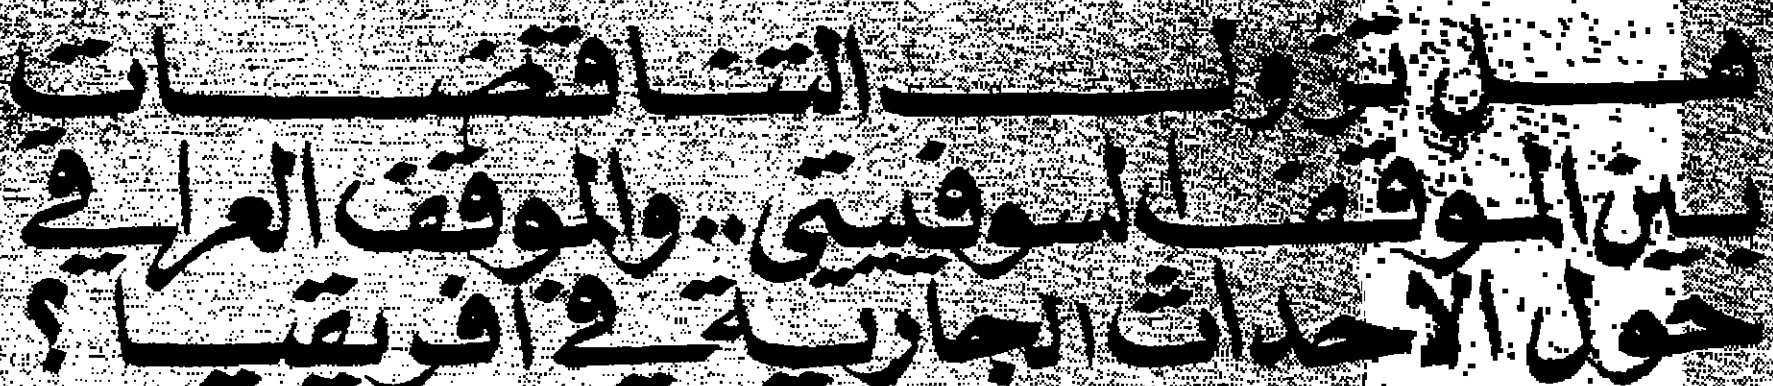 هل تزول التناقضات
بين الموقف السوفيتي .. والموقف العراقي
حول الاحداث الجارية في افريقيا ؟